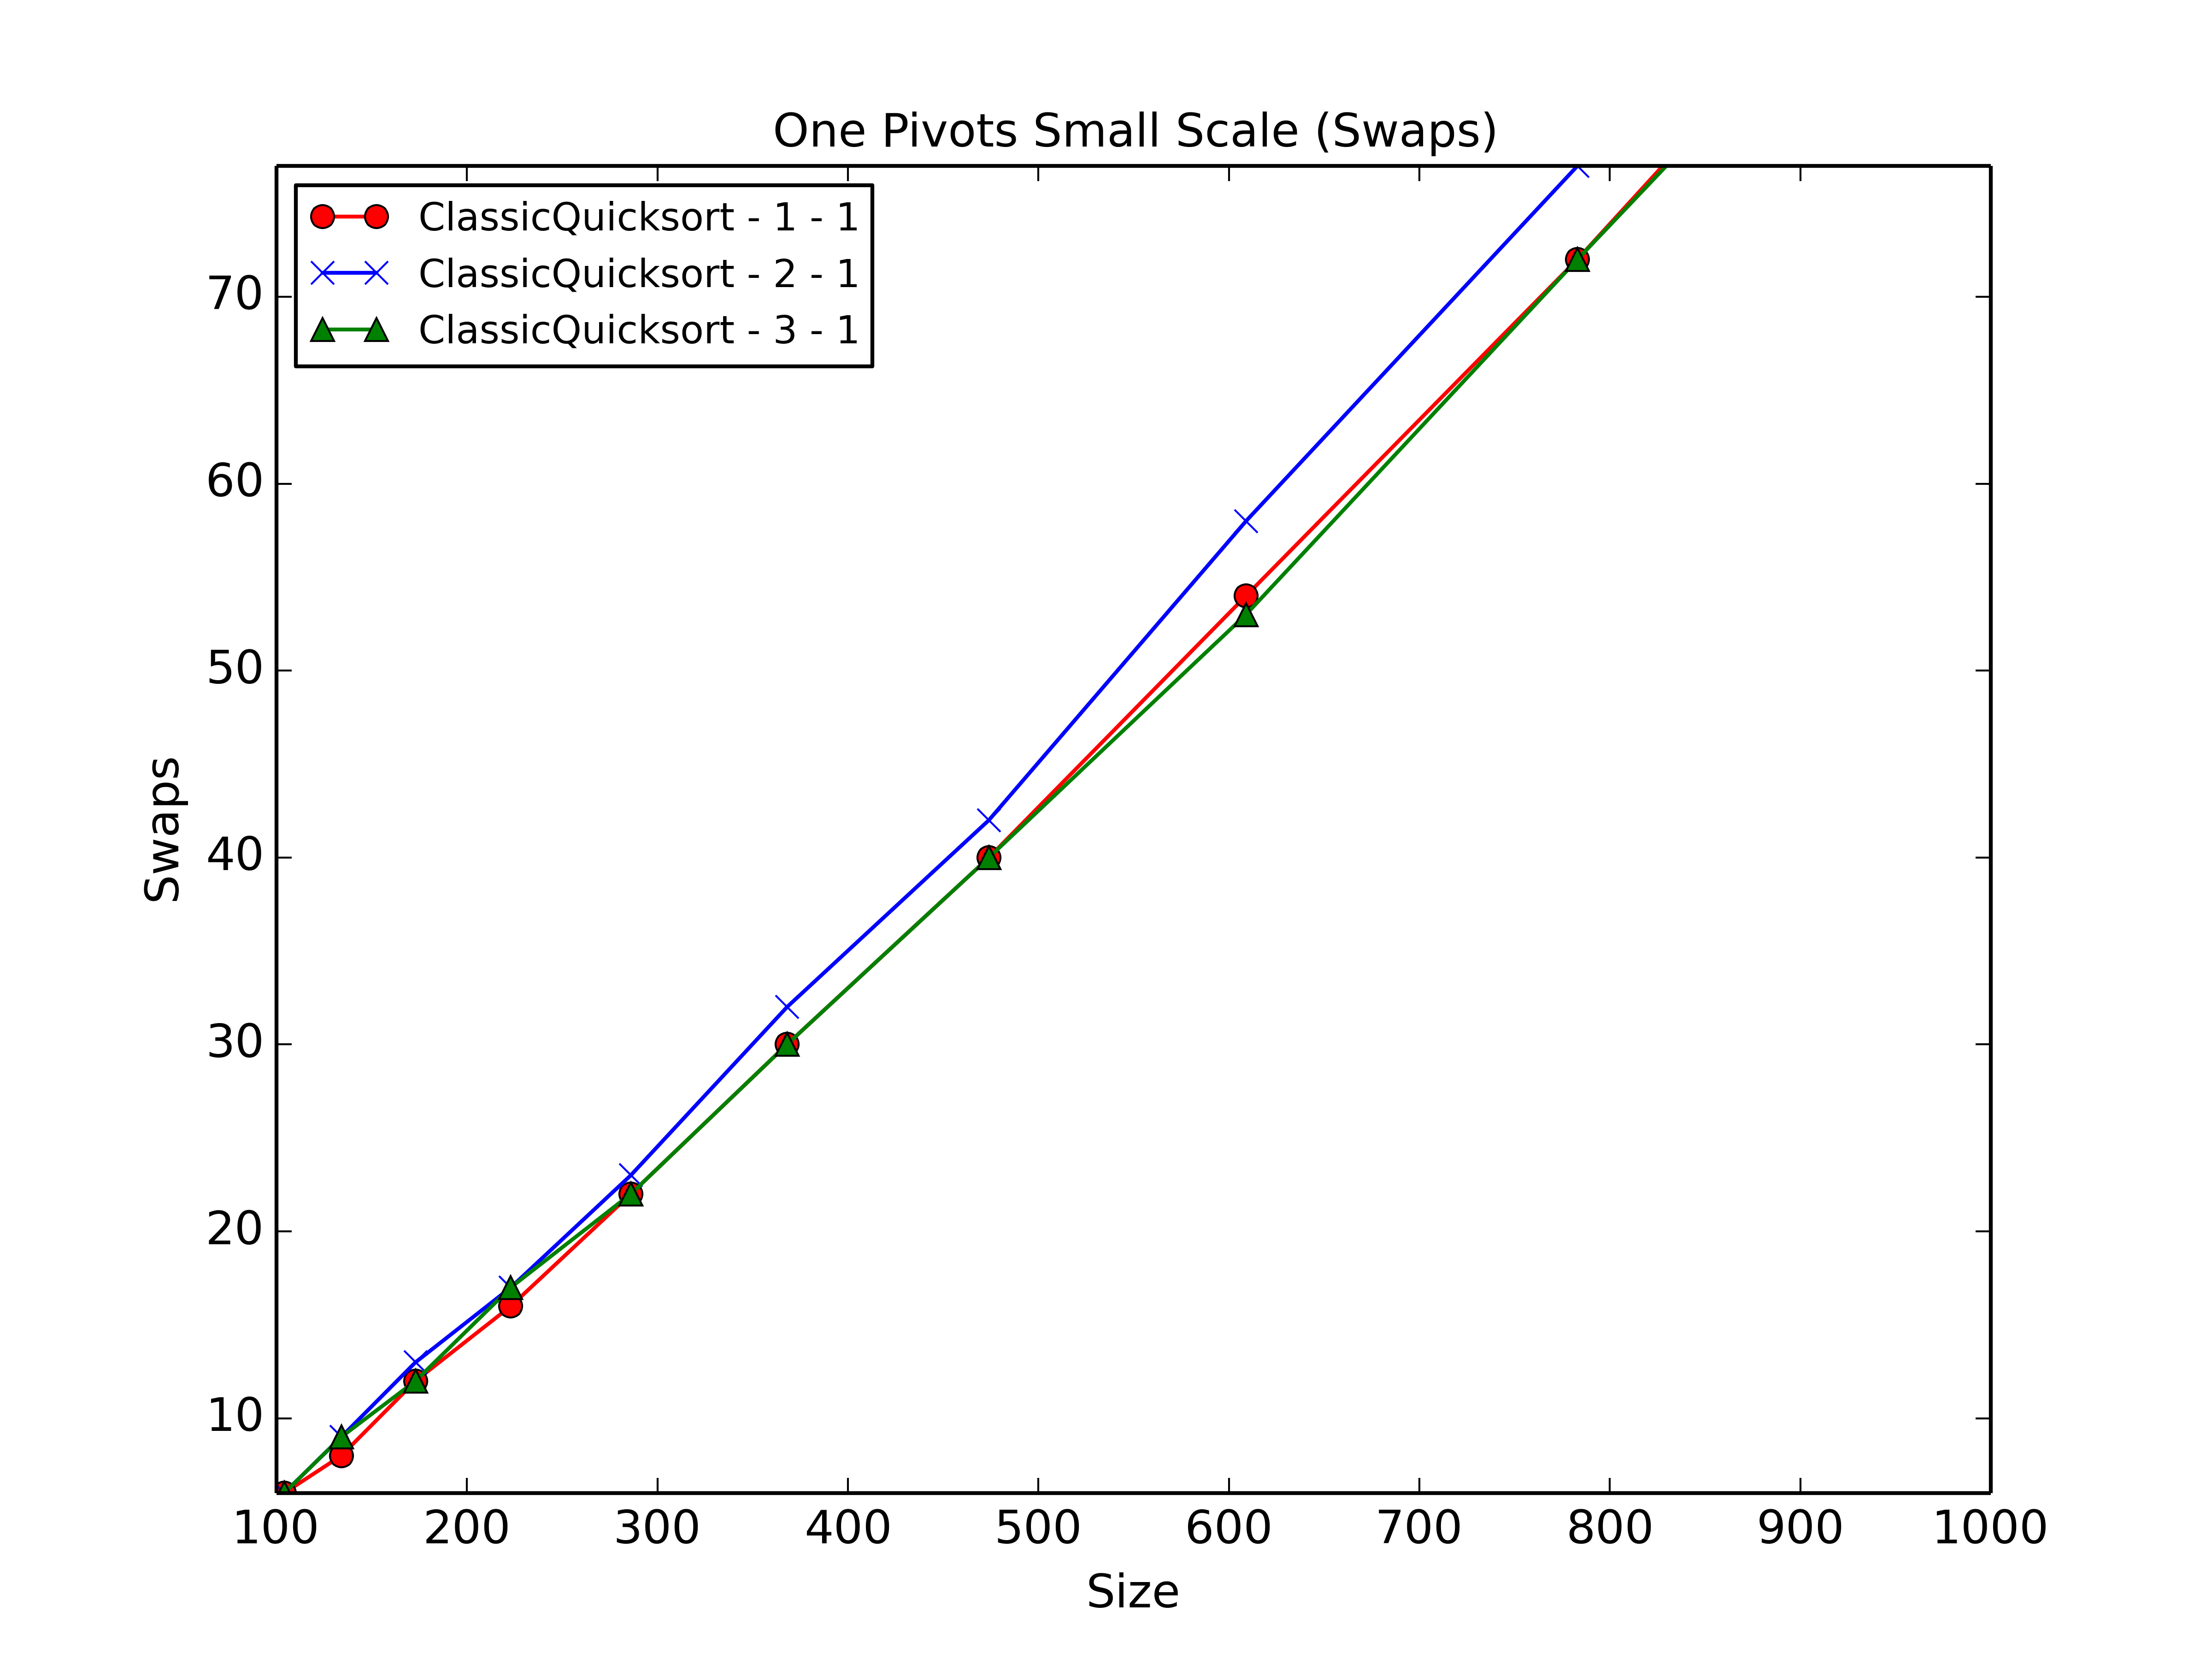 One Pivots Small Scale (Swaps)
ClassicQuicksort - 1 - 1
ClassicQuicksort - 2 - 1
ClassicQuicksort - 3 - 1
70
60
50
40
30
20
10
Swaps
100 200 300 400 500 600 700 800 900 1000
Size